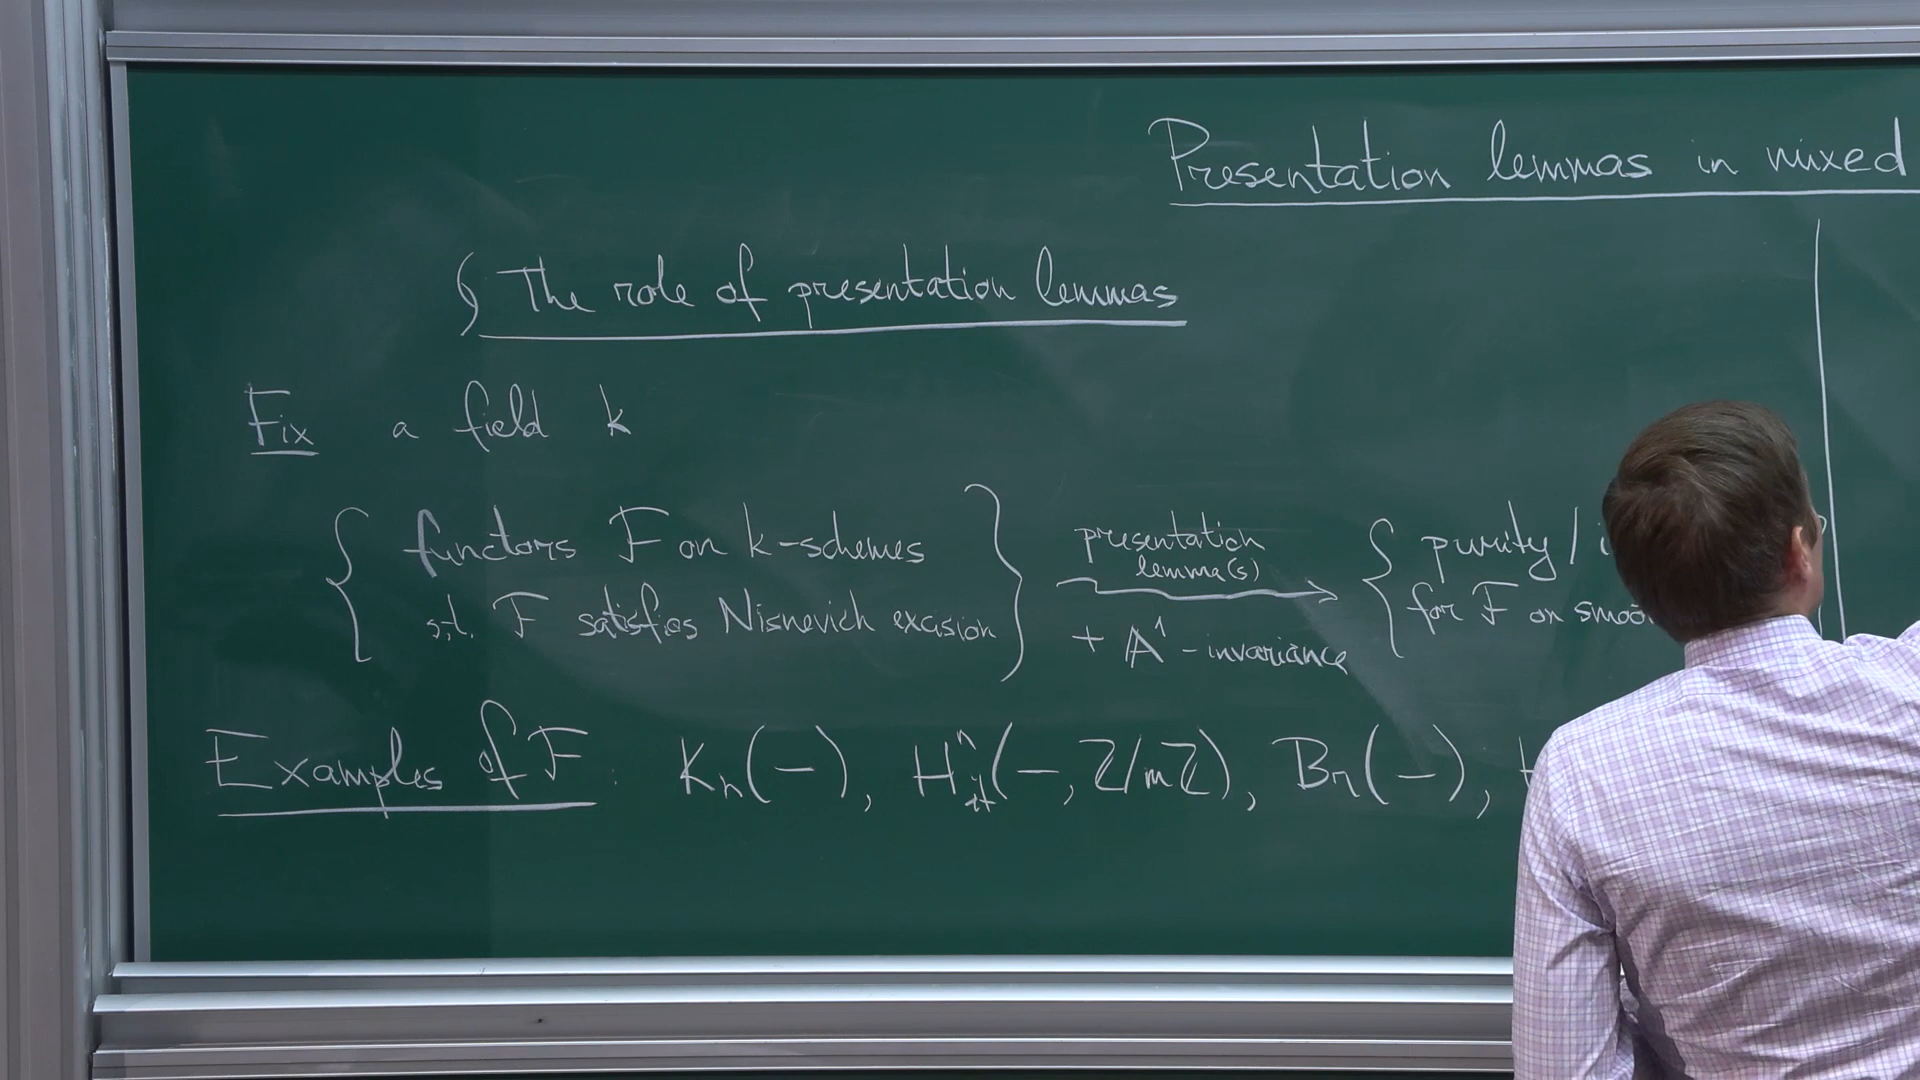 Presentation lemmas in mixed
§ The role of presentation lemmas
Fix a field k
{ functors F on k-schemes
s.t. F satisfies Nisnevich excision }
presentation
lemma(s)
+ A¹-invariance
{ purity /
for F on
Examples of F : Kₙ(-), Hⁿₑₜ(-, Z/mZ), Br(-),